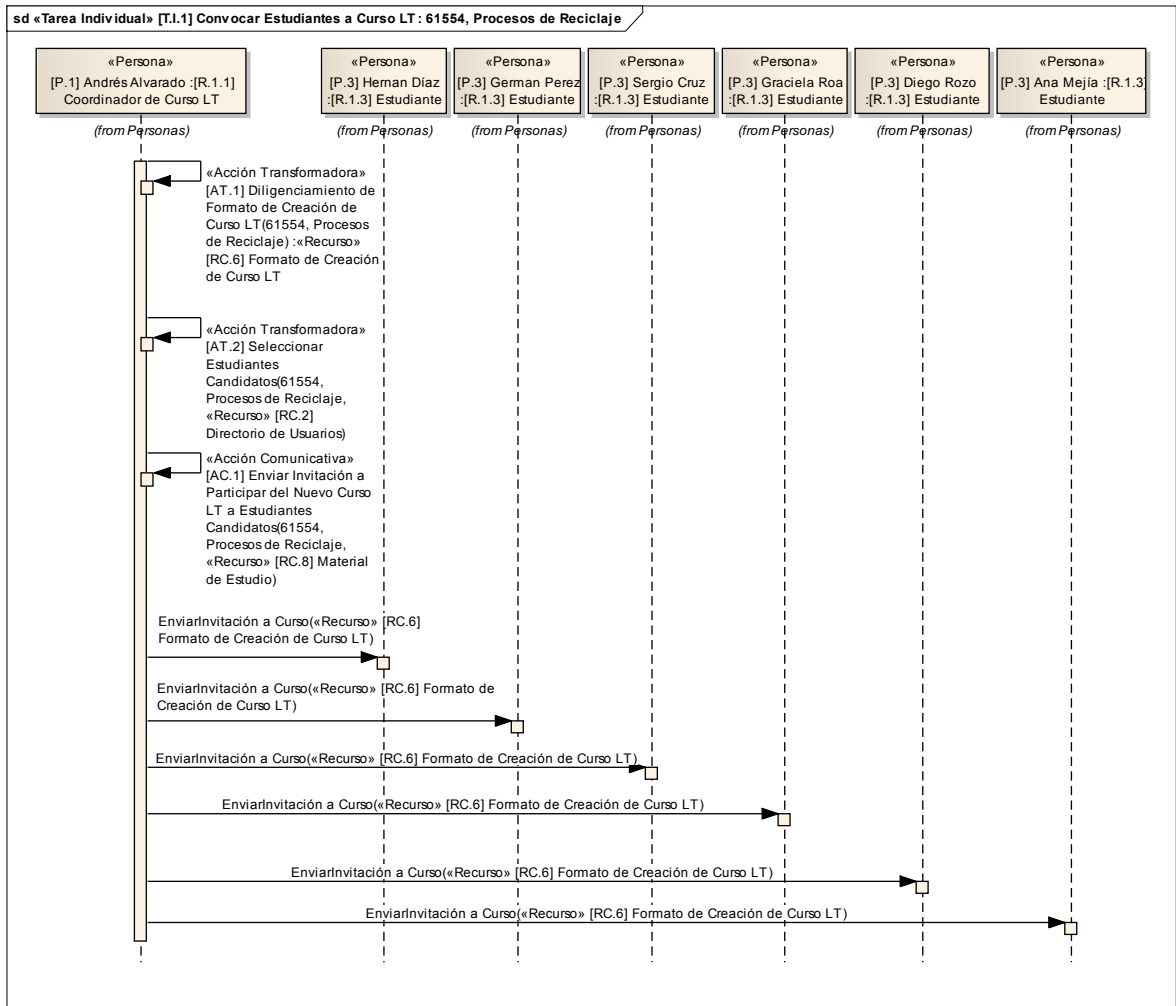 sd «Tarea Individual» [T.I.1] Convocar Estudiantes a Curso LT: 61554, Procesos de Reciclaje
«Persona»
[P.1] Andrés Alvarado :[R.1.1]
Coordinador de Curso LT
(from Personas)
«Persona»
[P.3] Hernan Díaz
:[R.1.3] Estudiante
(from Personas)
«Persona»
[P.3] German Perez
:[R.1.3] Estudiante
(from Personas)
«Persona»
[P.3] Sergio Cruz
:[R.1.3] Estudiante
(from Personas)
«Persona»
[P.3] Graciela Roa
:[R.1.3] Estudiante
(from Personas)
«Persona»
[P.3] Diego Rozo
:[R.1.3] Estudiante
(from Personas)
«Persona»
[P.3] Ana Mejía :[R.1.3]
Estudiante
(from Personas)
«Acción Transformadora»
[AT.1] Diligenciamiento de
Formato de Creación de
Curso LT(61554, Procesos
de Reciclaje) :«Recurso»
[RC.6] Formato de Creación
de Curso LT
«Acción Transformadora»
[AT.2] Seleccionar
Estudiantes
Candidatos(61554,
Procesos de Reciclaje,
«Recurso» [RC.2]
Directorio de Usuarios)
«Acción Comunicativa»
[AC.1] Enviar Invitación a
Participar del Nuevo Curso
LT a Estudiantes
Candidatos(61554,
Procesos de Reciclaje,
«Recurso» [RC.8] Material
de Estudio)
EnviarInvitación a Curso(«Recurso» [RC.6]
Formato de Creación de Curso LT)
EnviarInvitación a Curso(«Recurso» [RC.6] Formato de
Creación de Curso LT)
EnviarInvitación a Curso(«Recurso» [RC.6] Formato de Creación de Curso LT)
EnviarInvitación a Curso(«Recurso» [RC.6] Formato de Creación de Curso LT)
EnviarInvitación a Curso(«Recurso» [RC.6] Formato de Creación de Curso LT)
EnviarInvitación a Curso(«Recurso» [RC.6] Formato de Creación de Curso LT)